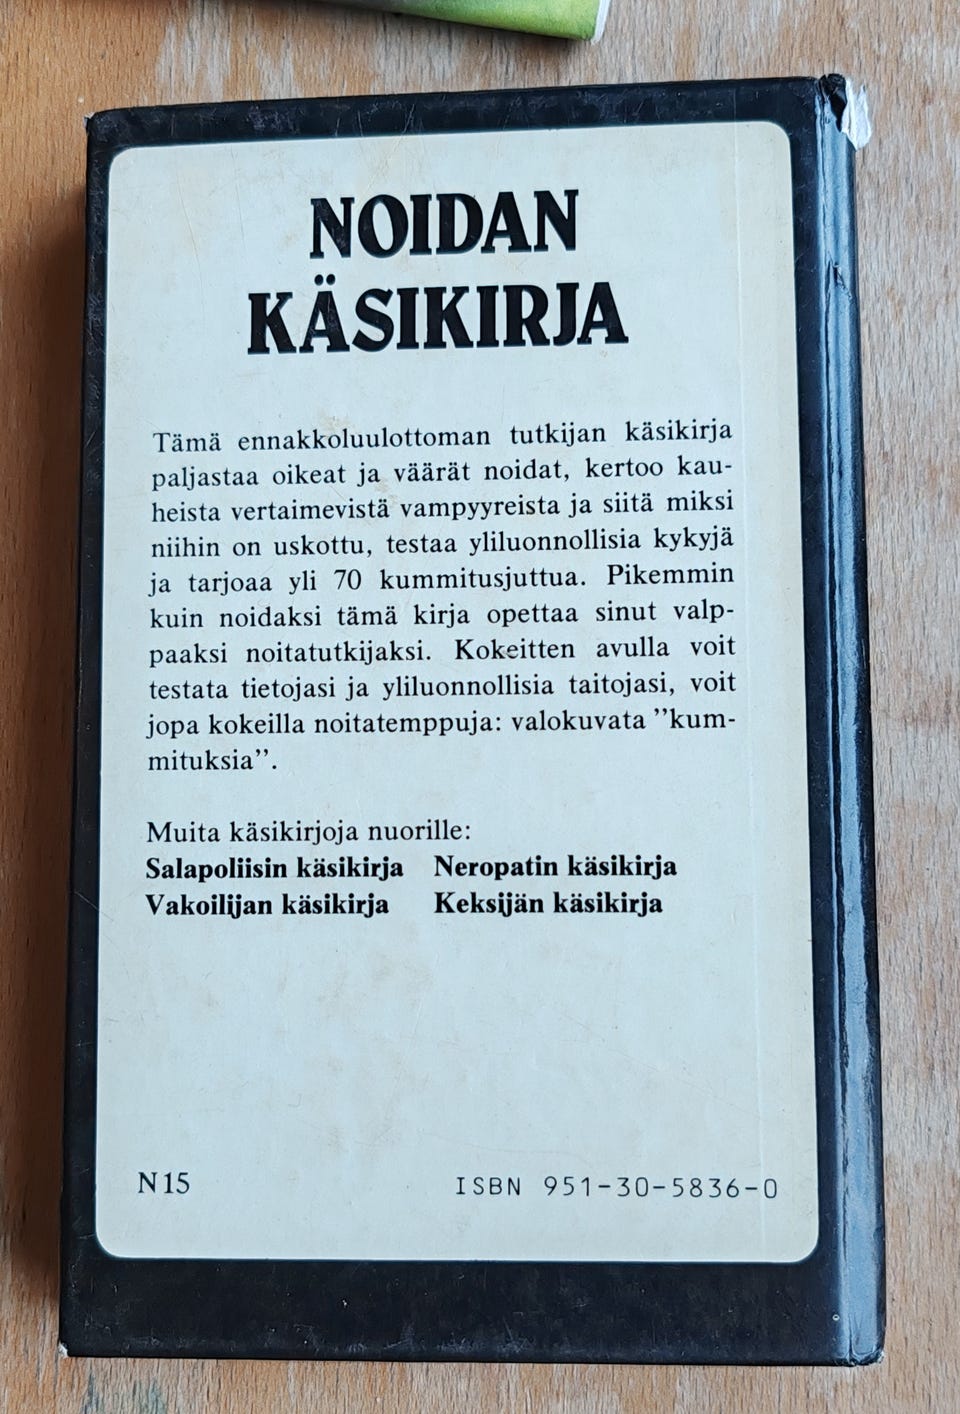 NOIDAN
KÄSIKIRJA
Tämä ennakkoluulottoman tutkijan käsikirja
paljastaa oikeat ja väärät noidat, kertoo kau-
heista vertaimevistä vampyyreista ja siitä miksi
niihin on uskottu, testaa yliluonnollisia kykyjä
ja tarjoaa yli 70 kummitusjuttua. Pikemmin
kuin noidaksi tämä kirja opettaa sinut valp-
paaksi noitatutkijaksi. Kokeitten avulla voit
testata tietojasi ja yliluonnollisia taitojasi, voit
jopa kokeilla noitatemppuja: valokuvata ”kum-
mituksia”.
Muita käsikirjoja nuorille:
Salapoliisin käsikirja Neropatin käsikirja
Vakoilijan käsikirja Keksijän käsikirja
N15 ISBN 951-30-5836-0